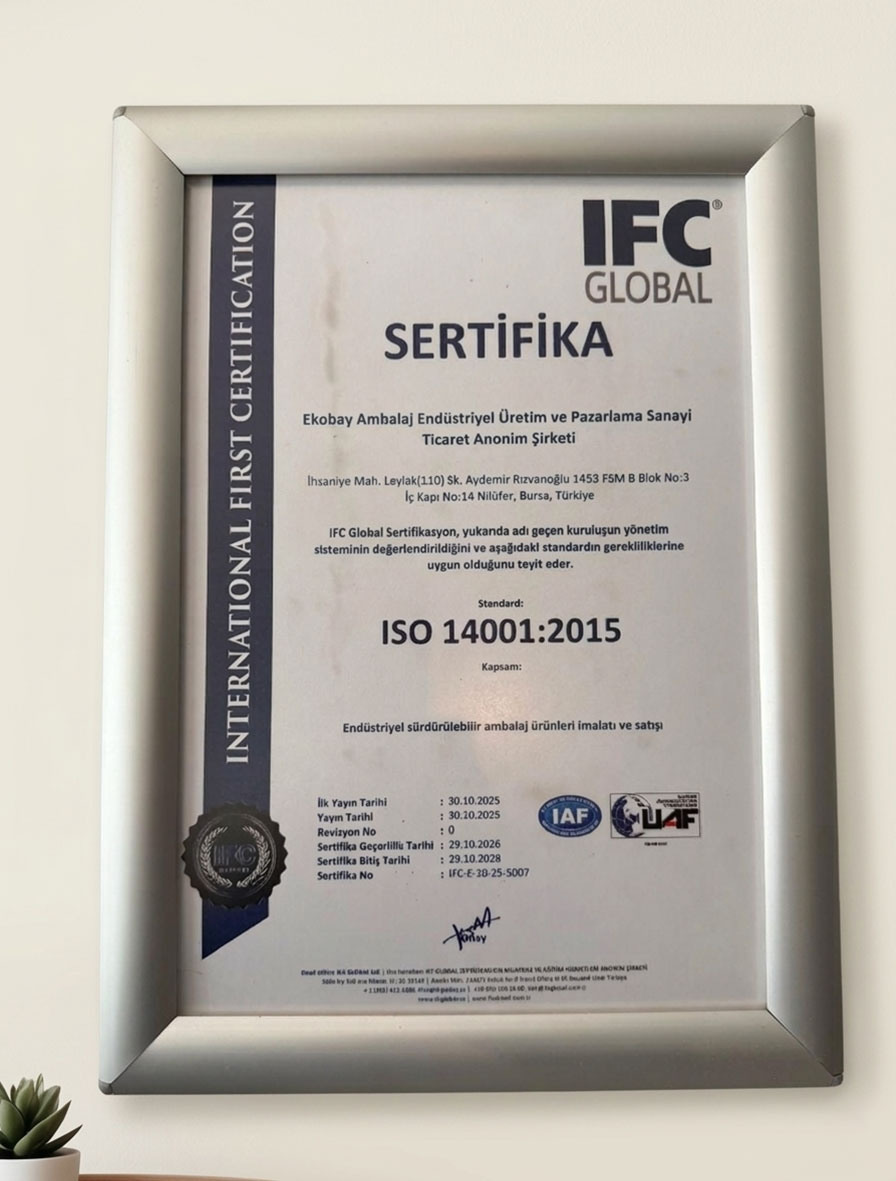 INTERNATIONAL FIRST CERTIFICATION
IFC®
GLOBAL
SERTİFİKA
Ekobay Ambalaj Endüstriyel Üretim ve Pazarlama Sanayi
Ticaret Anonim Şirketi
İhsaniye Mah. Leylak(110) Sk. Aydemir Rızvanoğlu 1453 FSM B Blok No:3
İç Kapı No:14 Nilüfer, Bursa, Türkiye
IFC Global Sertifikasyon, yukarıda adı geçen kuruluşun yönetim
sisteminin değerlendirildiğini ve aşağıdaki standardın gerekliliklerine
uygun olduğunu teyit eder.
Standard:
ISO 14001:2015
Kapsam:
Endüstriyel sürdürülebilir ambalaj ürünleri imalatı ve satışı
İlk Yayın Tarihi : 30.10.2025
Yayın Tarihi : 30.10.2025
Revizyon No : 0
Sertifika Geçerlilik Tarihi : 29.10.2026
Sertifika Bitiş Tarihi : 29.10.2028
Sertifika No : IFC-E-38-25-5007
IAF
UAF
IFC